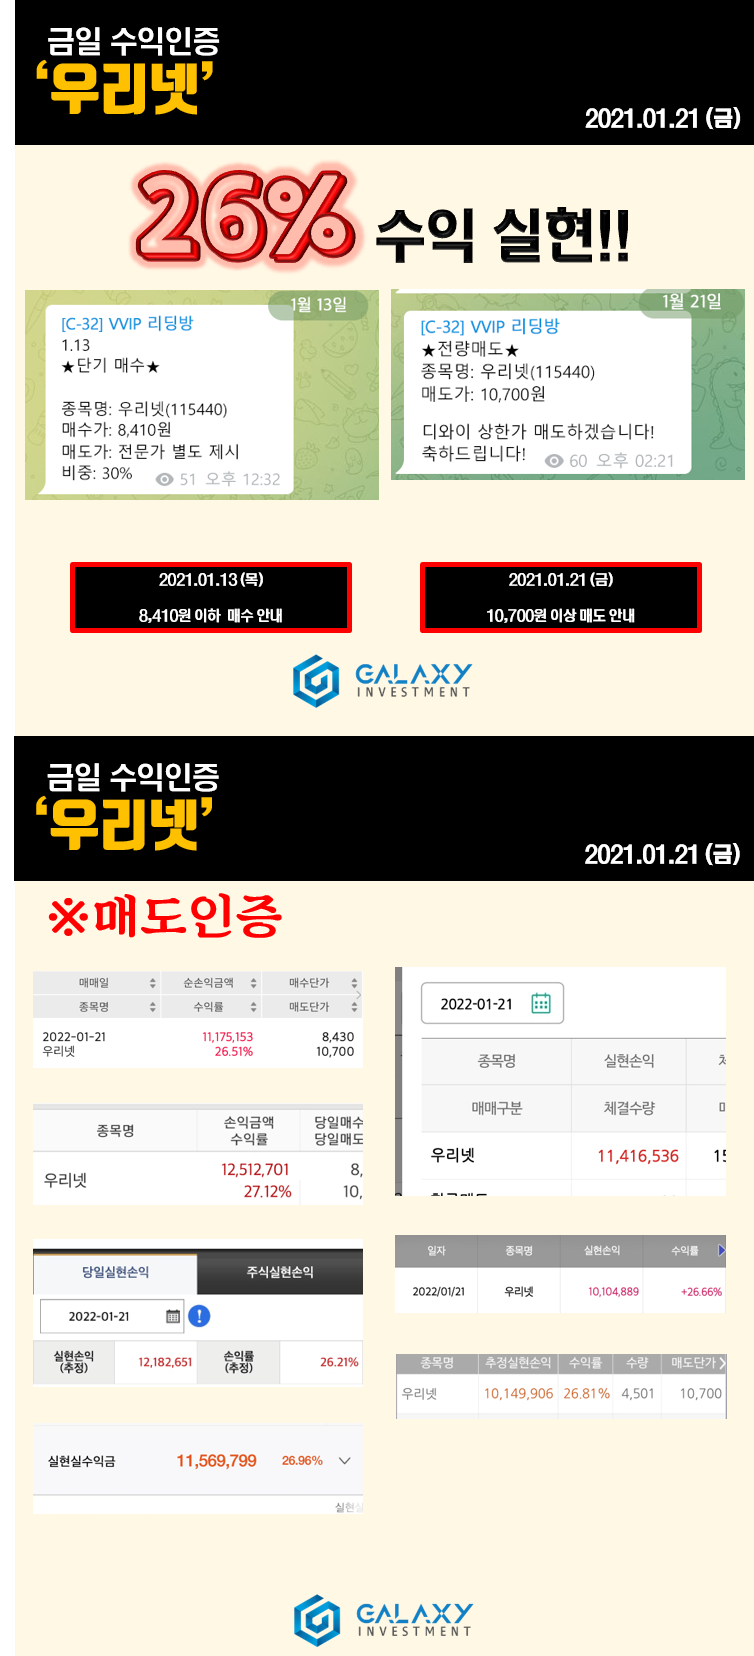 금일 수익인증
‘우리넷’
2021.01.21 (금)
26% 수익 실현!!
1월 13일
[C-32] VVIP 리딩방
1.13
★단기 매수★
종목명: 우리넷(115440)
매수가: 8,410원
매도가: 전문가 별도 제시
비중: 30%
51 오후 12:32
1월 21일
[C-32] VVIP 리딩방
★전량매도★
종목명: 우리넷(115440)
매도가: 10,700원
디와이 상한가 매도하겠습니다!
축하드립니다!
60 오후 02:21
2021.01.13 (목)
8,410원 이하 매수 안내
2021.01.21 (금)
10,700원 이상 매도 안내
GALAXY
INVESTMENT
금일 수익인증
‘우리넷’
2021.01.21 (금)
※매도인증
매매일 순손익금액 매수단가
종목명 수익률 매도단가
2022-01-21 11,175,153 8,430
우리넷 26.51% 10,700
종목명 손익금액 당일매수
수익률 당일매도
우리넷 12,512,701 8,
27.12% 10,
당일실현손익 주식실현손익
2022-01-21
실현손익 (추정) 12,182,651 손익률 (추정) 26.21%
실현실수익금 11,569,799 26.96%
2022-01-21
종목명 실현손익
매매구분 체결수량
우리넷 11,416,536 15
일자 종목명 실현손익 수익률
2022/01/21 우리넷 10,104,889 +26.66%
종목명 추정실현손익 수익률 수량 매도단가
우리넷 10,149,906 26.81% 4,501 10,700
GALAXY
INVESTMENT